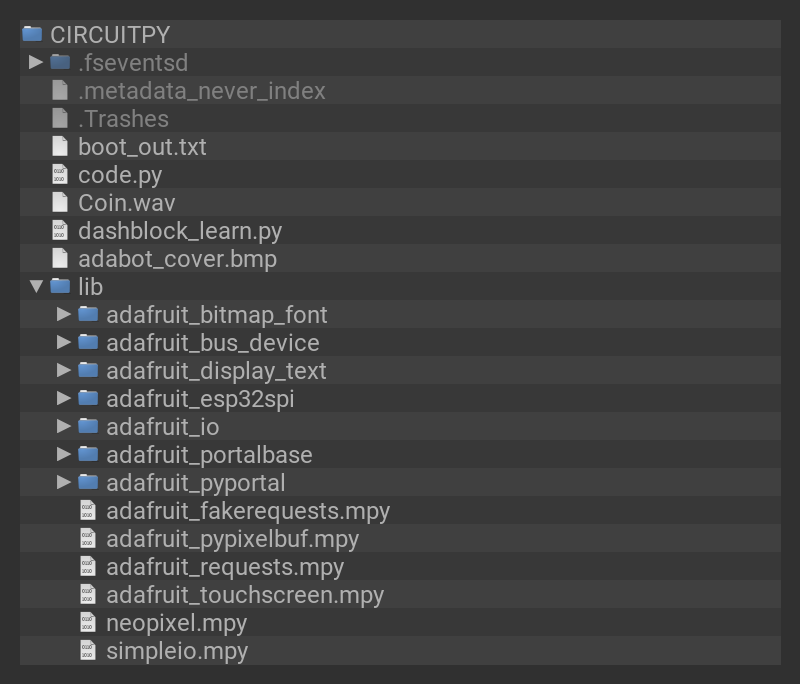 CIRCUITPY
.fseventsd
.metadata_never_index
.Trashes
boot_out.txt
code.py
Coin.wav
dashblock_learn.py
adabot_cover.bmp
lib
adafruit_bitmap_font
adafruit_bus_device
adafruit_display_text
adafruit_esp32spi
adafruit_io
adafruit_portalbase
adafruit_pyportal
adafruit_fakerequests.mpy
adafruit_pypixelbuf.mpy
adafruit_requests.mpy
adafruit_touchscreen.mpy
neopixel.mpy
simpleio.mpy